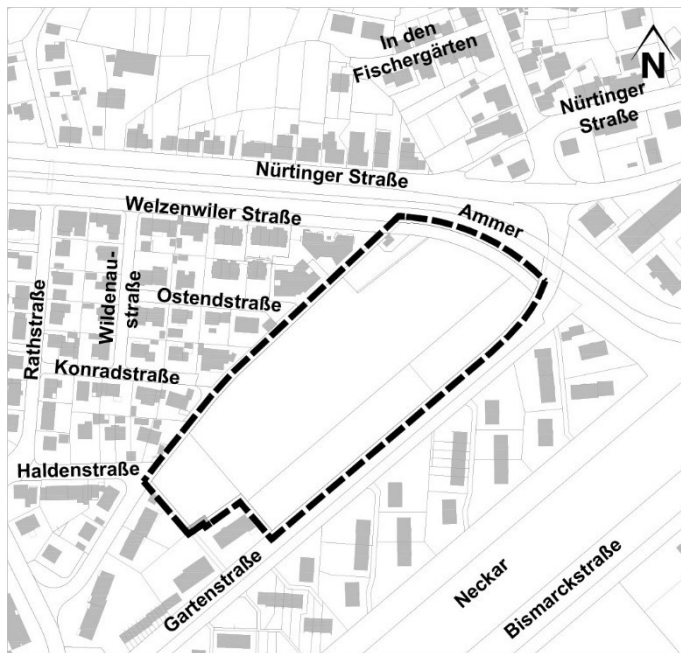 In den
Fischergärten
N
Nürtinger
Straße
Nürtinger Straße
Welzenwiler Straße
Ammer
Rathstraße
Wildenau-
straße
Ostendstraße
Konradstraße
Haldenstraße
Gartenstraße
Neckar
Bismarckstraße